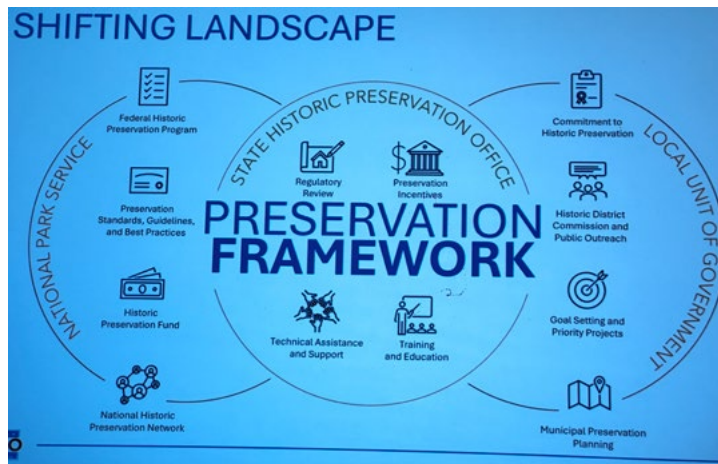 SHIFTING LANDSCAPE
NATIONAL PARK SERVICE
Federal Historic
Preservation Program
Preservation
Standards, Guidelines,
and Best Practices
Historic
Preservation Fund
National Historic
Preservation Network
STATE HISTORIC PRESERVATION OFFICE
Regulatory
Review
$
Preservation
Incentives
PRESERVATION
FRAMEWORK
Technical Assistance
and Support
Training
and Education
LOCAL UNIT OF GOVERNMENT
Commitment to
Historic Preservation
Historic District
Commission and
Public Outreach
Goal Setting and
Priority Projects
Municipal Preservation
Planning